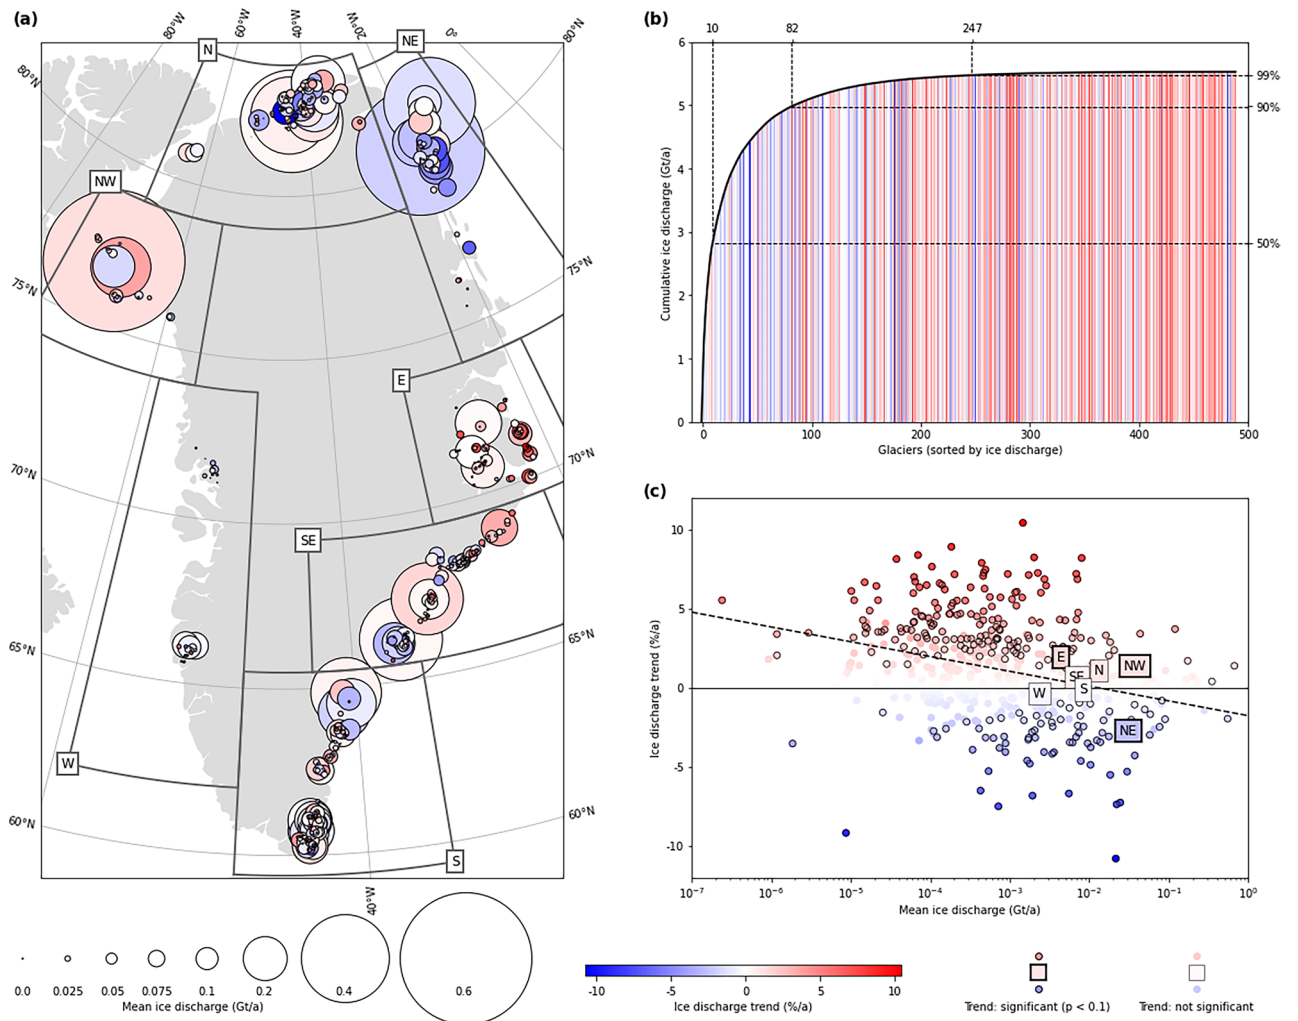 (a)
80°W
60°W
40°W
20°W
0°
80°N
N
NE
80°N
NW
75°N
75°N
E
70°N
70°N
SE
65°N
65°N
W
60°N
60°N
S
40°W
0.0
0.025
0.05
0.075
0.1
0.2
0.4
0.6
Mean ice discharge (Gt/a)
(b)
10
82
247
6
5
4
3
2
1
0
99%
90%
50%
Cumulative ice discharge (Gt/a)
0
100
200
300
400
500
Glaciers (sorted by ice discharge)
(c)
10
5
0
-5
-10
Ice discharge trend (%/a)
E
SE
N
NW
W
S
NE
10⁻⁷
10⁻⁶
10⁻⁵
10⁻⁴
10⁻³
10⁻²
10⁻¹
10⁰
Mean ice discharge (Gt/a)
-10
-5
0
5
10
Ice discharge trend (%/a)
Trend: significant (p < 0.1)
Trend: not significant